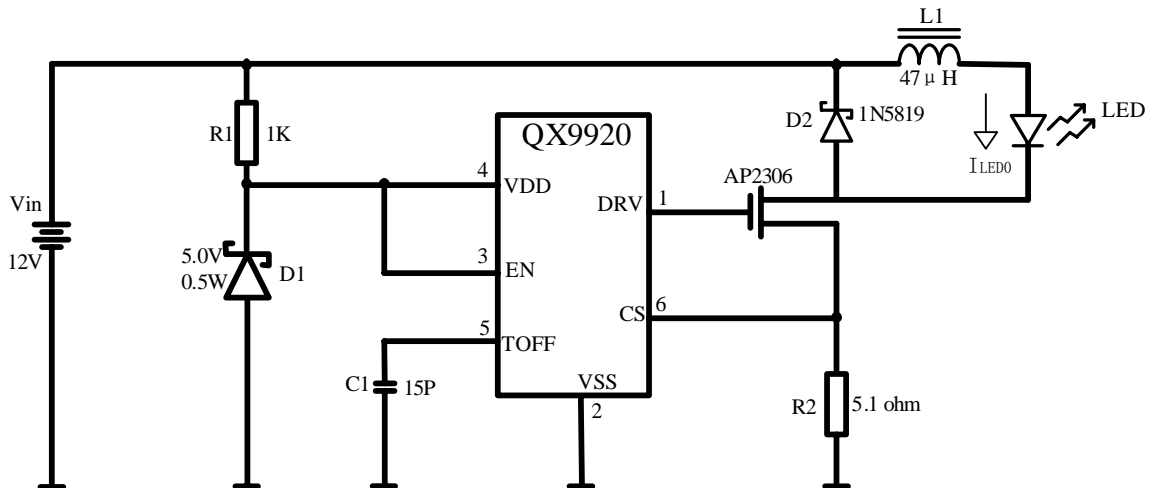 L1
47μH
D2
1N5819
LED
ILED0
QX9920
R1
1K
AP2306
4
VDD
DRV
1
Vin
12V
5.0V
0.5W
D1
3
EN
CS
6
5
TOFF
C1
15P
VSS
2
R2
5.1 ohm